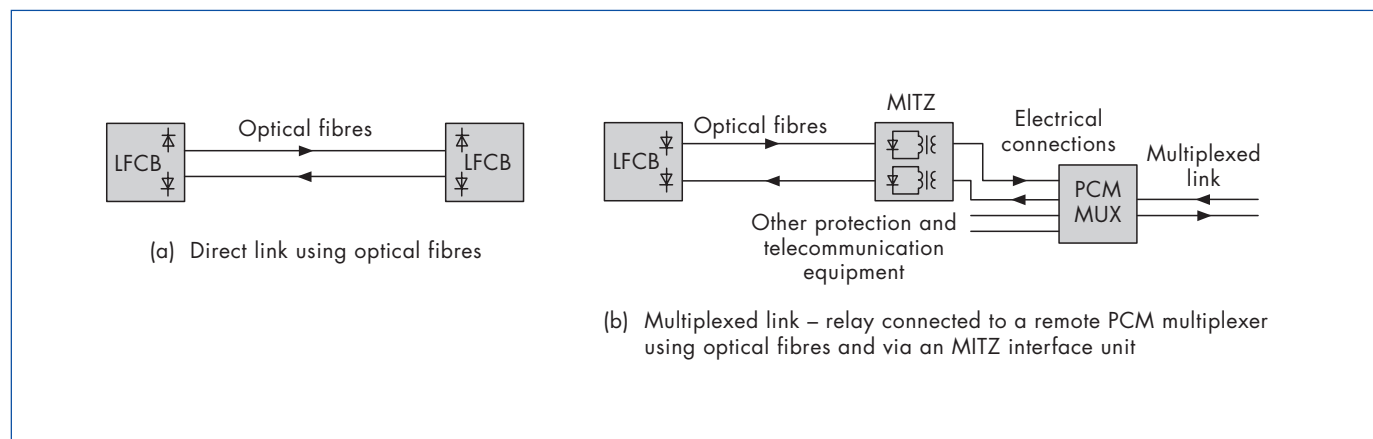 Optical fibres
LFCB
LFCB
(a) Direct link using optical fibres
MITZ
Optical fibres
LFCB
Electrical
connections
Multiplexed
link
PCM
MUX
Other protection and
telecommunication
equipment
(b) Multiplexed link – relay connected to a remote PCM multiplexer
using optical fibres and via an MITZ interface unit